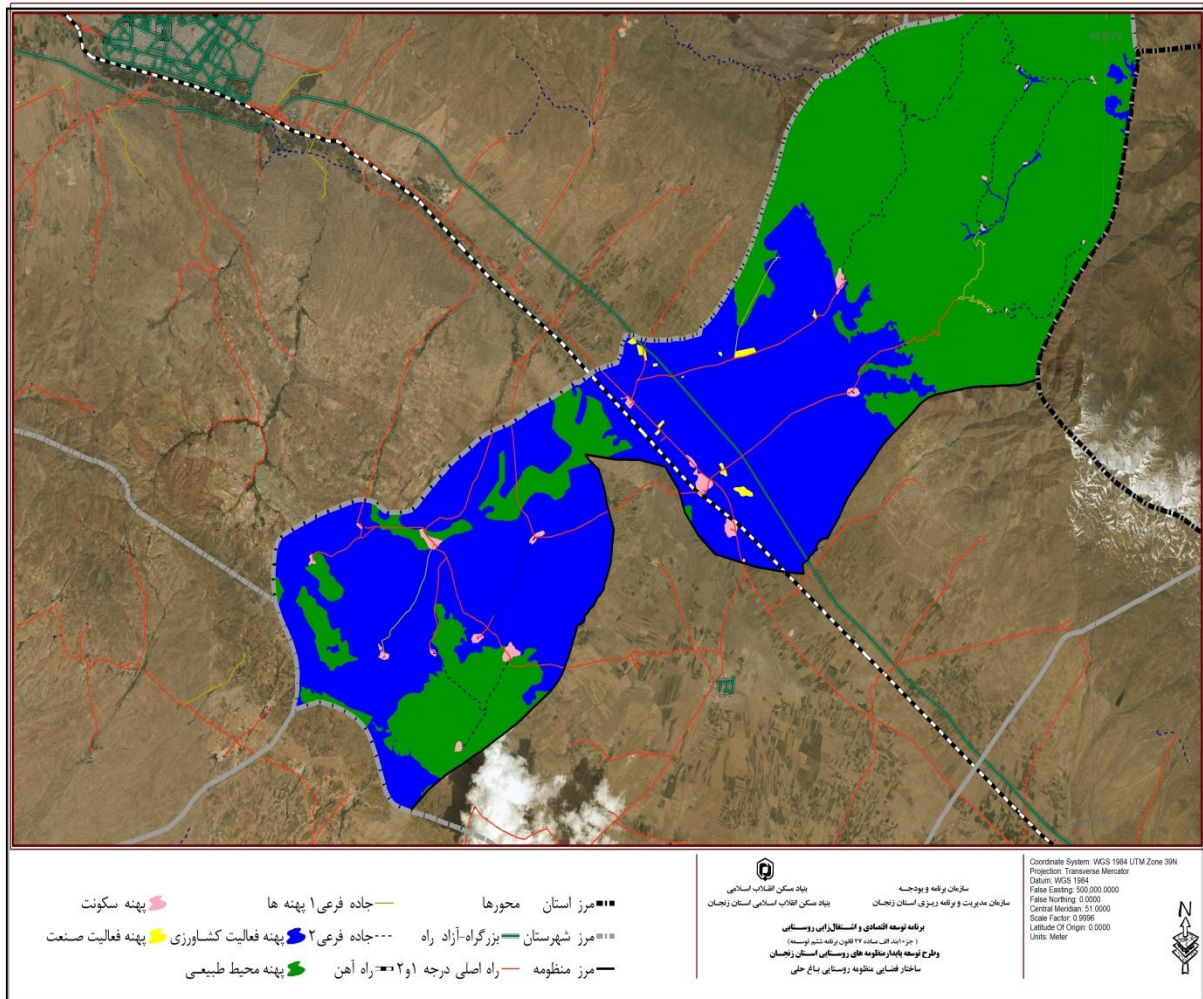 مرز استان
محورها
جاده فرعی۱
پهنه ها
پهنه سکونت
مرز شهرستان
بزرگراه-آزاد راه
جاده فرعی۲
پهنه فعالیت کشاورزی
پهنه فعالیت صنعت
مرز منظومه
راه اصلی درجه ۱و۲
راه آهن
پهنه محیط طبیعی
سازمان برنامه و بودجه
بنیاد مسکن انقلاب اسلامی
سازمان مدیریت و برنامه ریزی استان زنجان
بنیاد مسکن انقلاب اسلامی استان زنجان
برنامه توسعه اقتصادی و اشتغال‌زایی روستایی
ماده ۲۷ قانون برنامه ششم توسعه )
وطرح توسعه پایدار منظومه های روستایی استان زنجان
ساختار فضایی منظومه روستایی باغ حلی
Coordinate System: WGS 1984 UTM Zone 39N
Projection: Transverse Mercator
Datum: WGS 1984
False Easting: 500,000.0000
False Northing: 0.0000
Central Meridian: 51.0000
Scale Factor: 0.9996
Latitude Of Origin: 0.0000
Units: Meter
N